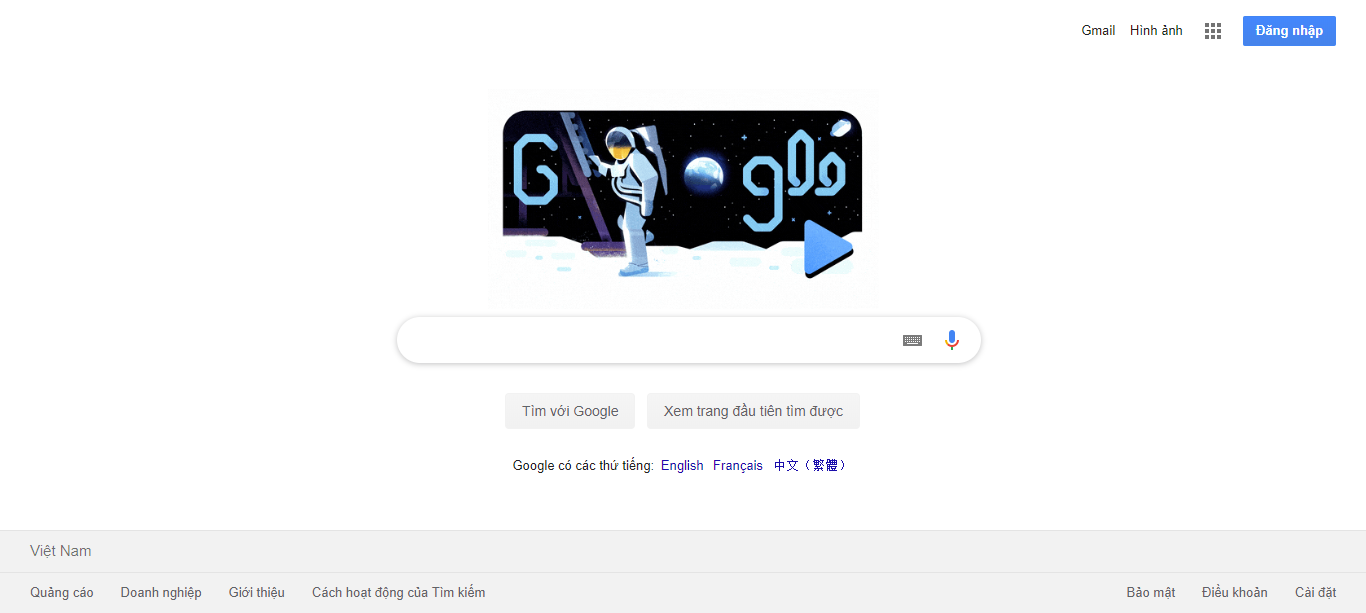 Gmail Hình ảnh Đăng nhập
Google
Tìm với Google Xem trang đầu tiên tìm được
Google có các thứ tiếng: English Français 中文（繁體）
Việt Nam
Quảng cáo Doanh nghiệp Giới thiệu Cách hoạt động của Tìm kiếm Bảo mật Điều khoản Cài đặt